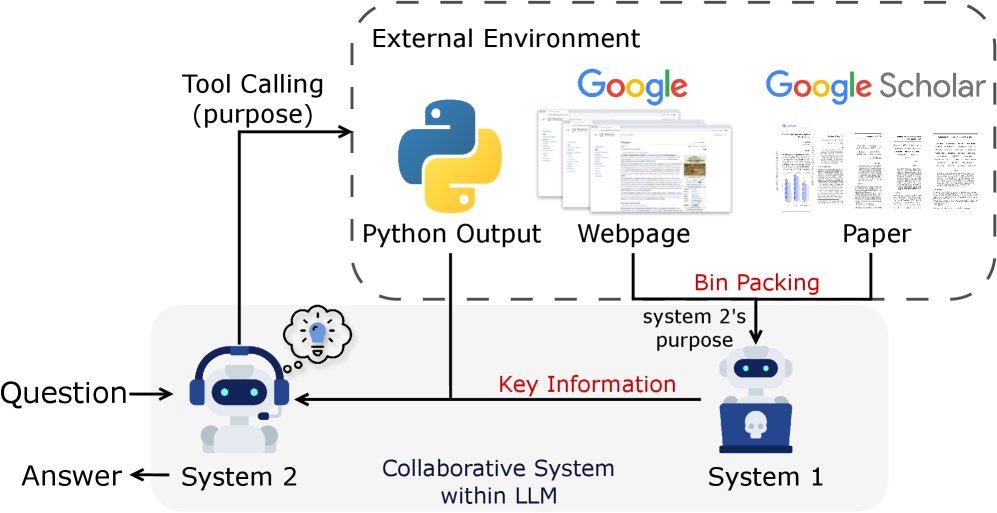 External Environment
Tool Calling
(purpose)
Google
Google Scholar
Python Output
Webpage
Paper
Bin Packing
system 2's
purpose
Question
Key Information
Answer
System 2
Collaborative System
within LLM
System 1